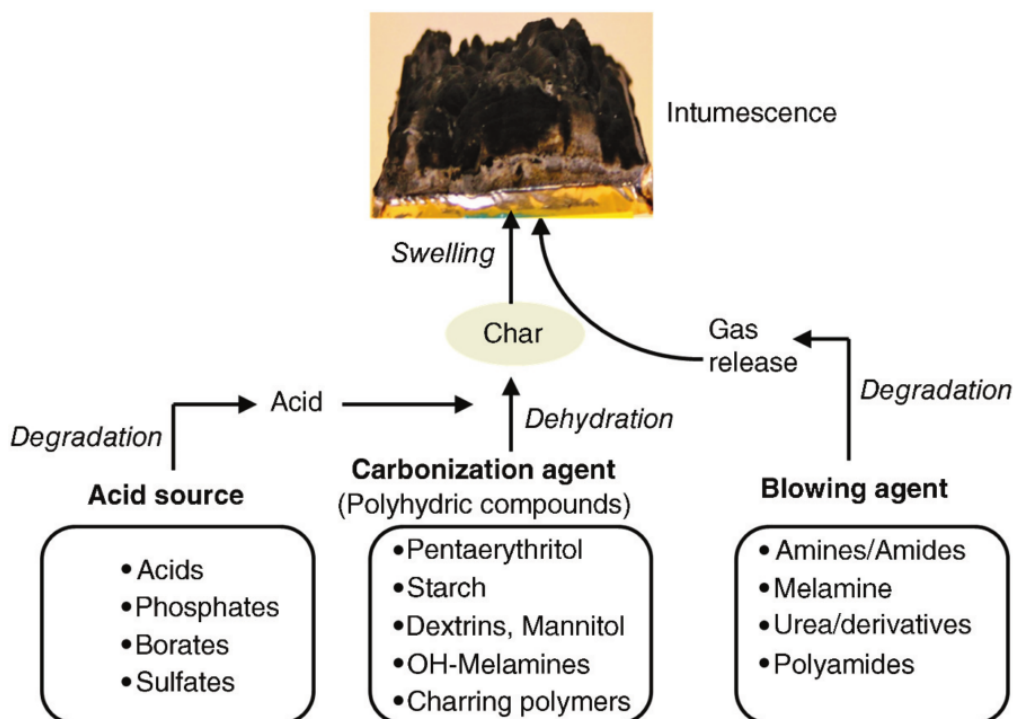 Intumescence
Swelling
Char
Gas
release
Degradation
Acid
Degradation
Dehydration
Acid source
Carbonization agent
(Polyhydric compounds)
Blowing agent
•Acids
•Phosphates
•Borates
•Sulfates
•Pentaerythritol
•Starch
•Dextrins, Mannitol
•OH-Melamines
•Charring polymers
•Amines/Amides
•Melamine
•Urea/derivatives
•Polyamides